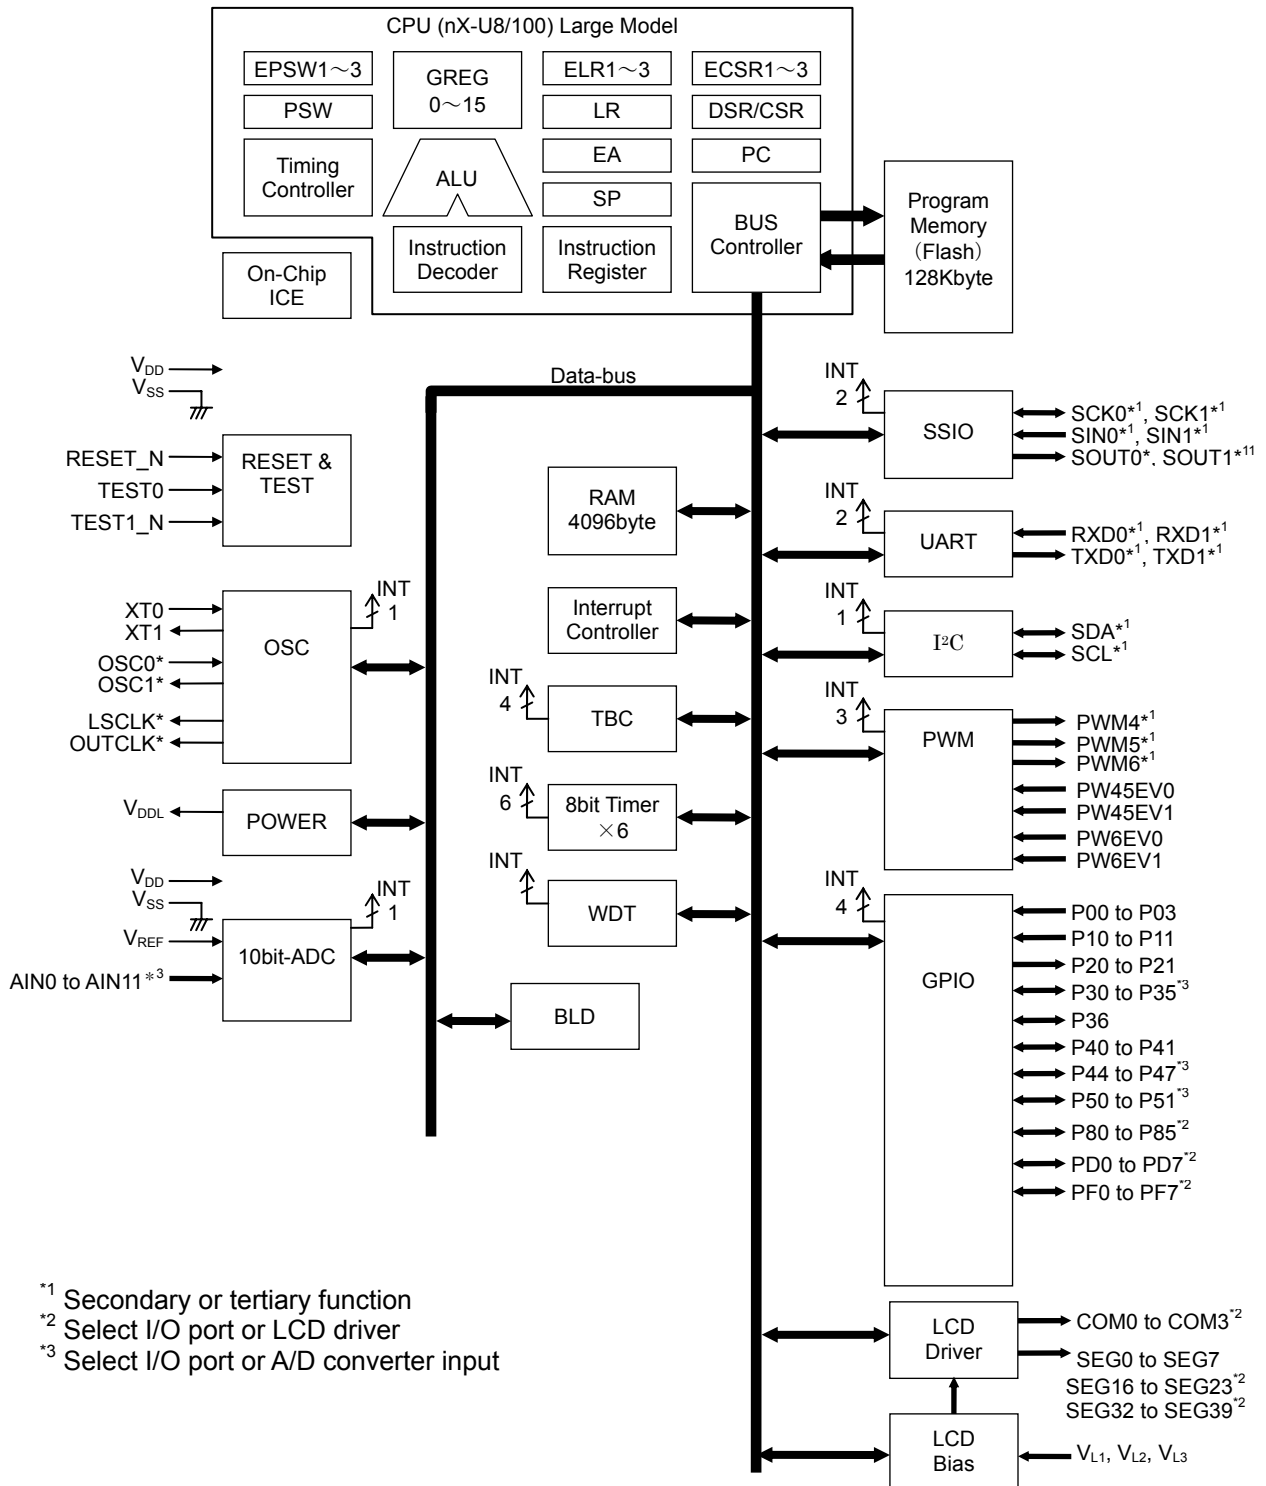 CPU (nX-U8/100) Large Model
EPSW1～3
GREG
0～15
ELR1～3
ECSR1～3
PSW
LR
DSR/CSR
Timing
Controller
ALU
EA
PC
SP
BUS
Controller
Instruction
Decoder
Instruction
Register
On-Chip
ICE
Program
Memory
（Flash）
128Kbyte
VDD
VSS
Data-bus
RESET_N
TEST0
TEST1_N
RESET &
TEST
XT0
XT1
OSC0*
OSC1*
LSCLK*
OUTCLK*
OSC
INT
1
VDDL
POWER
VDD
VSS
VREF
AIN0 to AIN11*3
10bit-ADC
INT
1
RAM
4096byte
Interrupt
Controller
INT
4
TBC
INT
6
8bit Timer
×6
INT
WDT
BLD
INT
2
SSIO
SCK0*1, SCK1*1
SIN0*1, SIN1*1
SOUT0*, SOUT1*11
INT
2
UART
RXD0*1, RXD1*1
TXD0*1, TXD1*1
INT
1
I2C
SDA*1
SCL*1
INT
3
PWM
PWM4*1
PWM5*1
PWM6*1
PW45EV0
PW45EV1
PW6EV0
PW6EV1
INT
4
GPIO
P00 to P03
P10 to P11
P20 to P21
P30 to P35*3
P36
P40 to P41
P44 to P47*3
P50 to P51*3
P80 to P85*2
PD0 to PD7*2
PF0 to PF7*2
LCD
Driver
COM0 to COM3*2
SEG0 to SEG7
SEG16 to SEG23*2
SEG32 to SEG39*2
LCD
Bias
VL1, VL2, VL3
*1 Secondary or tertiary function
*2 Select I/O port or LCD driver
*3 Select I/O port or A/D converter input